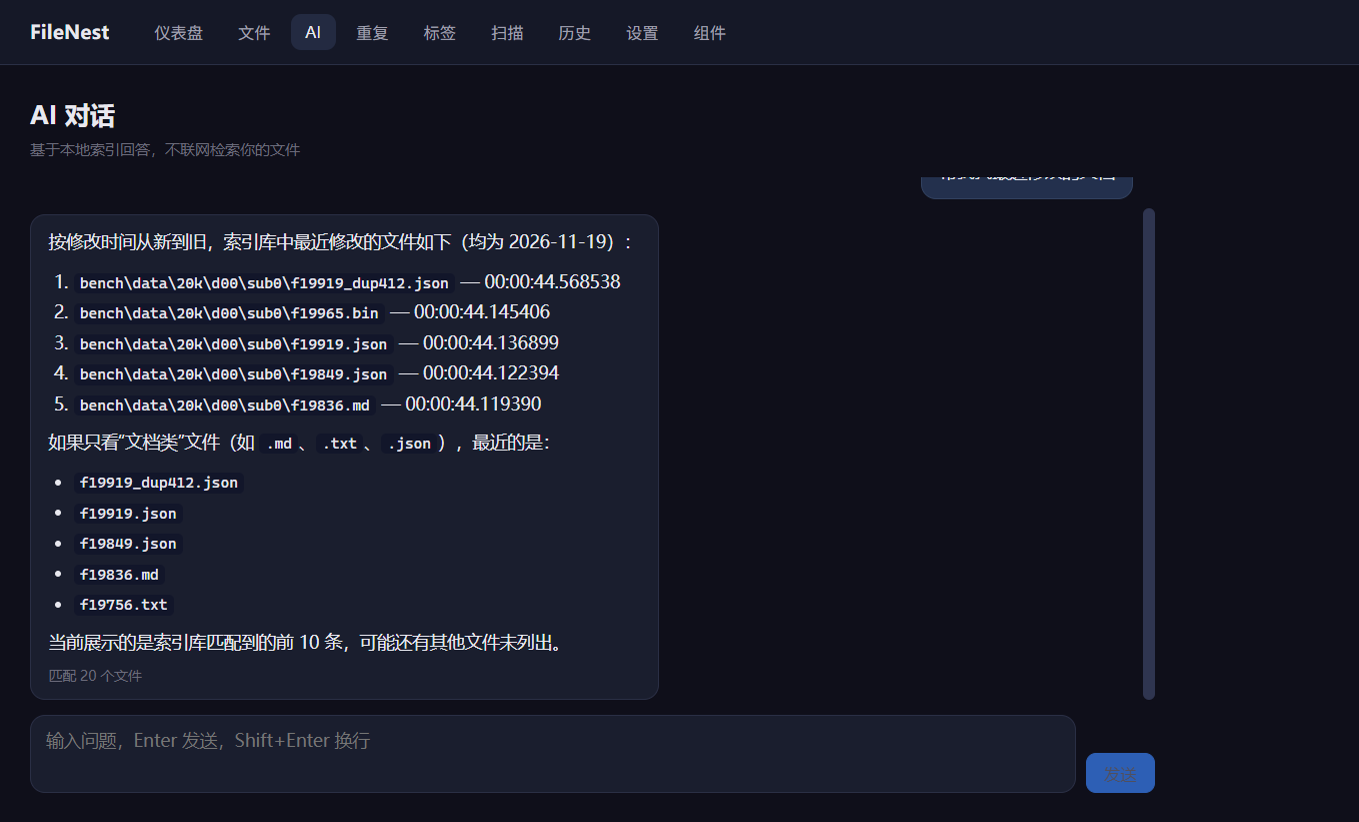 FileNest 仪表盘 文件 AI 重复 标签 扫描 历史 设置 组件
AI 对话
基于本地索引回答，不联网检索你的文件
按修改时间从新到旧，索引库中最近修改的文件如下（均为 2026-11-19）：
1. bench\data\20k\d00\sub0\f19919_dup412.json — 00:00:44.568538
2. bench\data\20k\d00\sub0\f19965.bin — 00:00:44.145406
3. bench\data\20k\d00\sub0\f19919.json — 00:00:44.136899
4. bench\data\20k\d00\sub0\f19849.json — 00:00:44.122394
5. bench\data\20k\d00\sub0\f19836.md — 00:00:44.119390
如果只看“文档类”文件（如 .md 、 .txt 、 .json ），最近的是：
• f19919_dup412.json
• f19919.json
• f19849.json
• f19836.md
• f19756.txt
当前展示的是索引库匹配到的前 10 条，可能还有其他文件未列出。
匹配 20 个文件
输入问题，Enter 发送，Shift+Enter 换行
发送